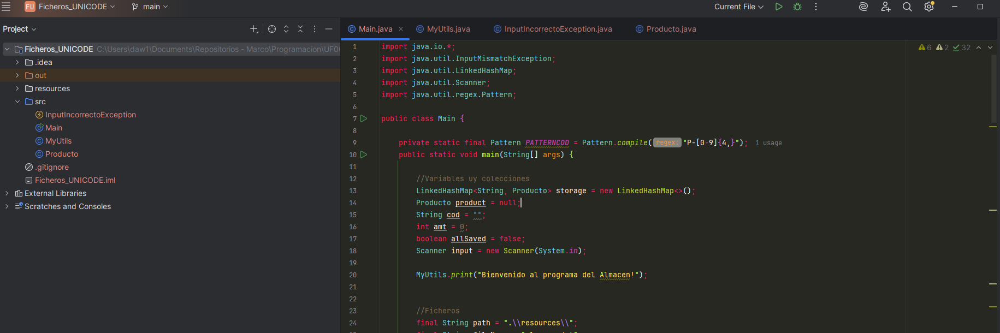 FU Ficheros_UNICODE main Current File
Project
Ficheros_UNICODE C:\Users\daw1\Documents\Repositorios - Marco\Programacion\UF0
.idea
out
resources
src
InputIncorrectoException
Main
MyUtils
Producto
.gitignore
Ficheros_UNICODE.iml
External Libraries
Scratches and Consoles
Main.java MyUtils.java InputIncorrectoException.java Producto.java
6 2 32
1 import java.io.*;
2 import java.util.InputMismatchException;
3 import java.util.LinkedHashMap;
4 import java.util.Scanner;
5 import java.util.regex.Pattern;
6
7 public class Main {
8
9 private static final Pattern PATTERNCOD = Pattern.compile( regex: "P-[0-9]{4,}"); 1 usage
10 public static void main(String[] args) {
11
12 //Variables uy colecciones
13 LinkedHashMap<String, Producto> storage = new LinkedHashMap<>();
14 Producto product = null;
15 String cod = "";
16 int amt = 0;
17 boolean allSaved = false;
18 Scanner input = new Scanner(System.in);
19
20 MyUtils.print("Bienvenido al programa del Almacen!");
21
22
23 //Ficheros
24 final String path = ".\\resources\\";